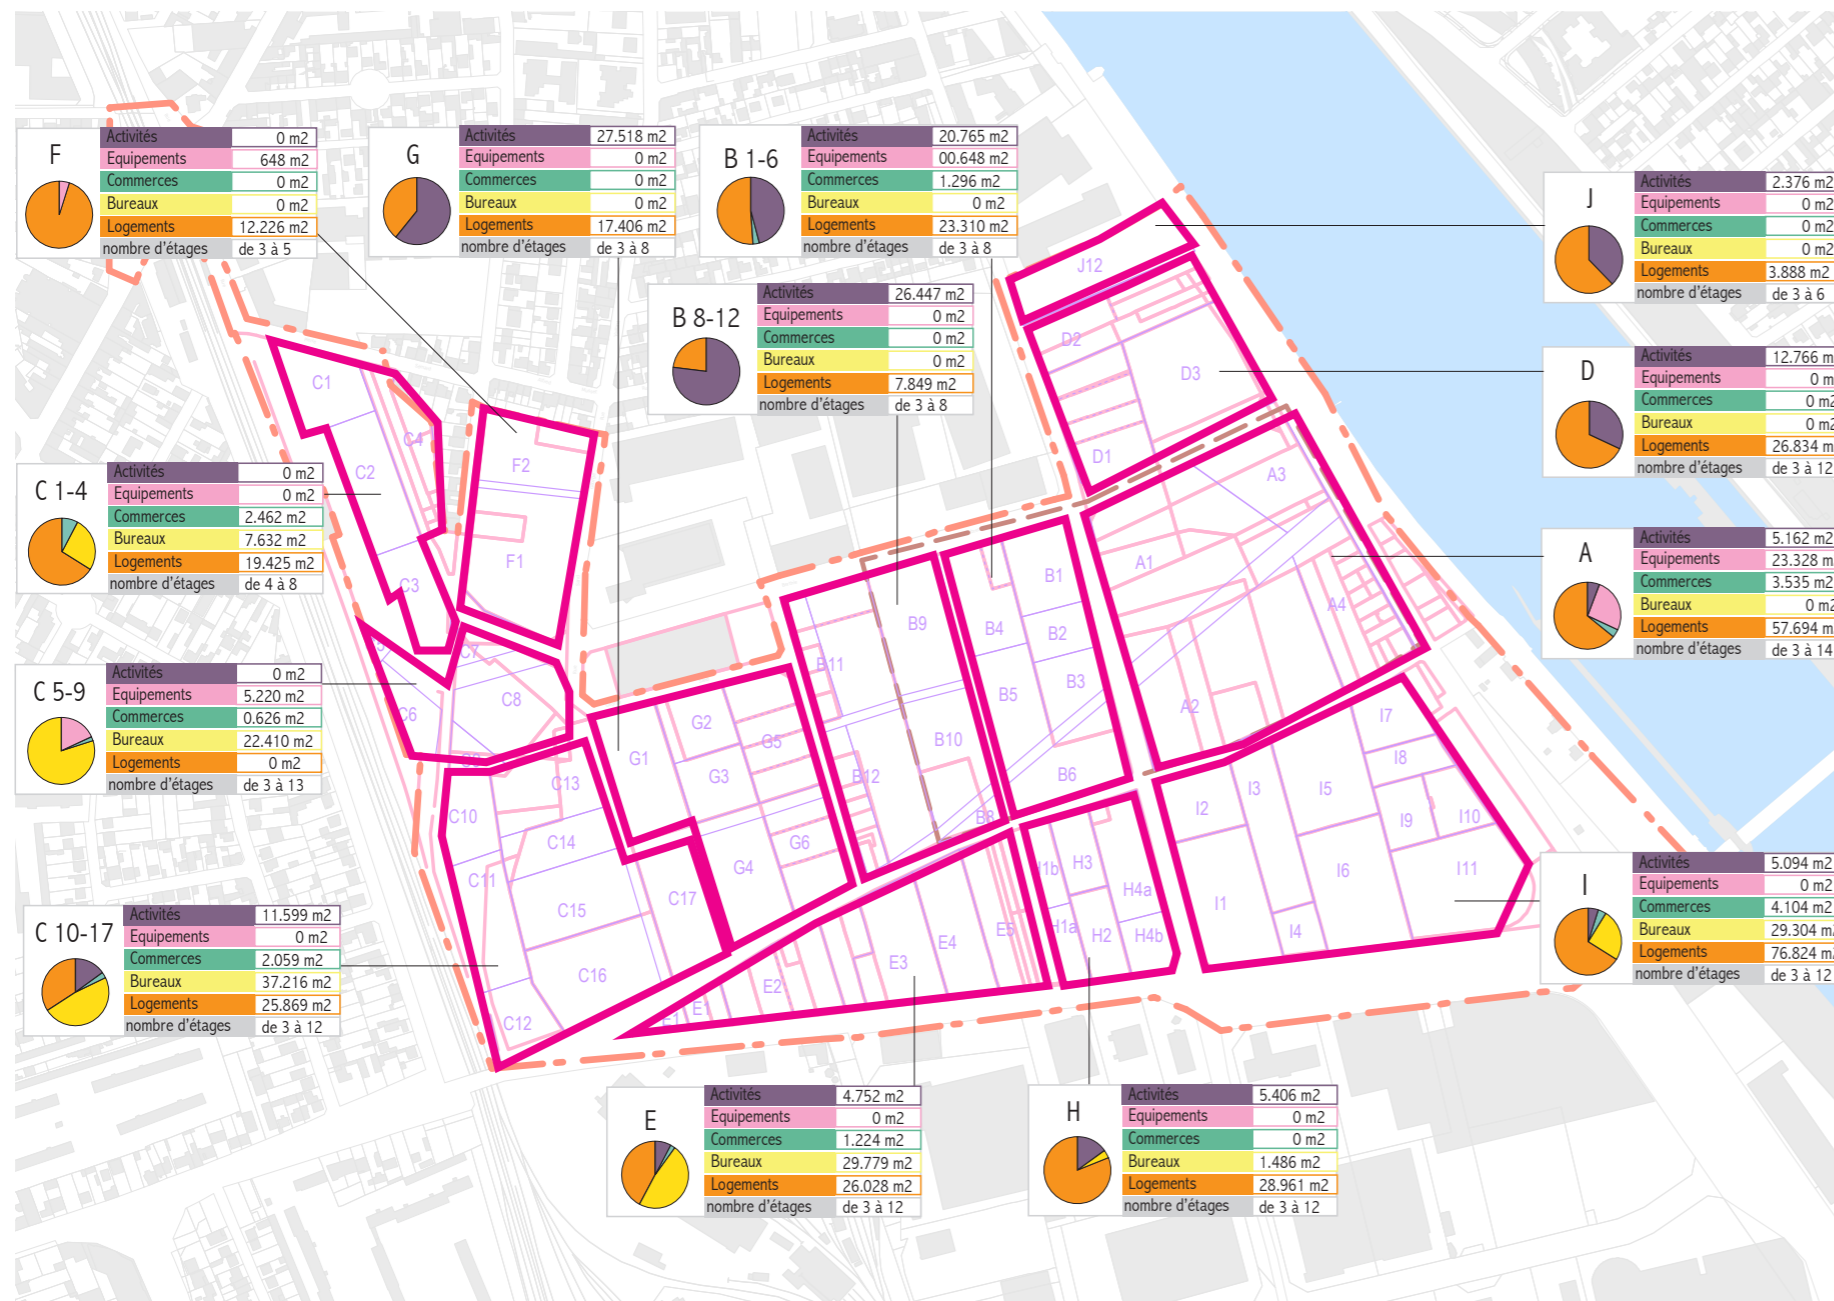 F
Activités 0 m2
Equipements 648 m2
Commerces 0 m2
Bureaux 0 m2
Logements 12.226 m2
nombre d'étages de 3 à 5
G
Activités 27.518 m2
Equipements 0 m2
Commerces 0 m2
Bureaux 0 m2
Logements 17.406 m2
nombre d'étages de 3 à 8
B 1-6
Activités 20.765 m2
Equipements 00.648 m2
Commerces 1.296 m2
Bureaux 0 m2
Logements 23.310 m2
nombre d'étages de 3 à 8
B 8-12
Activités 26.447 m2
Equipements 0 m2
Commerces 0 m2
Bureaux 0 m2
Logements 7.849 m2
nombre d'étages de 3 à 8
J
Activités 2.376 m2
Equipements 0 m2
Commerces 0 m2
Bureaux 0 m2
Logements 3.888 m2
nombre d'étages de 3 à 6
D
Activités 12.766 m
Equipements 0 m
Commerces 0 m2
Bureaux 0 m2
Logements 26.834 m
nombre d'étages de 3 à 12
A
Activités 5.162 m2
Equipements 23.328 m
Commerces 3.535 m2
Bureaux 0 m2
Logements 57.694 m
nombre d'étages de 3 à 14
I
Activités 5.094 m2
Equipements 0 m2
Commerces 4.104 m2
Bureaux 29.304 m
Logements 76.824 m
nombre d'étages de 3 à 12
C 1-4
Activités 0 m2
Equipements 0 m2
Commerces 2.462 m2
Bureaux 7.632 m2
Logements 19.425 m2
nombre d'étages de 4 à 8
C 5-9
Activités 0 m2
Equipements 5.220 m2
Commerces 0.626 m2
Bureaux 22.410 m2
Logements 0 m2
nombre d'étages de 3 à 13
C 10-17
Activités 11.599 m2
Equipements 0 m2
Commerces 2.059 m2
Bureaux 37.216 m2
Logements 25.869 m2
nombre d'étages de 3 à 12
E
Activités 4.752 m2
Equipements 0 m2
Commerces 1.224 m2
Bureaux 29.779 m2
Logements 26.028 m2
nombre d'étages de 3 à 12
H
Activités 5.406 m2
Equipements 0 m2
Commerces 0 m2
Bureaux 1.486 m2
Logements 28.961 m2
nombre d'étages de 3 à 12
J12
D2
D3
D1
C1
C4
C2
C3
F2
F1
A3
A1
A4
A2
B1
B4
B2
B5
B3
B6
B9
B11
B10
B12
B8
C7
C8
C6
C9
C13
C10
C14
C11
C15
C17
C16
C12
G1
G2
G5
G3
G4
G6
E1
E1
E2
E3
E4
E5
H3
H4a
H1a
H2
H4b
I7
I8
I2
I3
I5
I9
I10
I6
I11
I1
I4